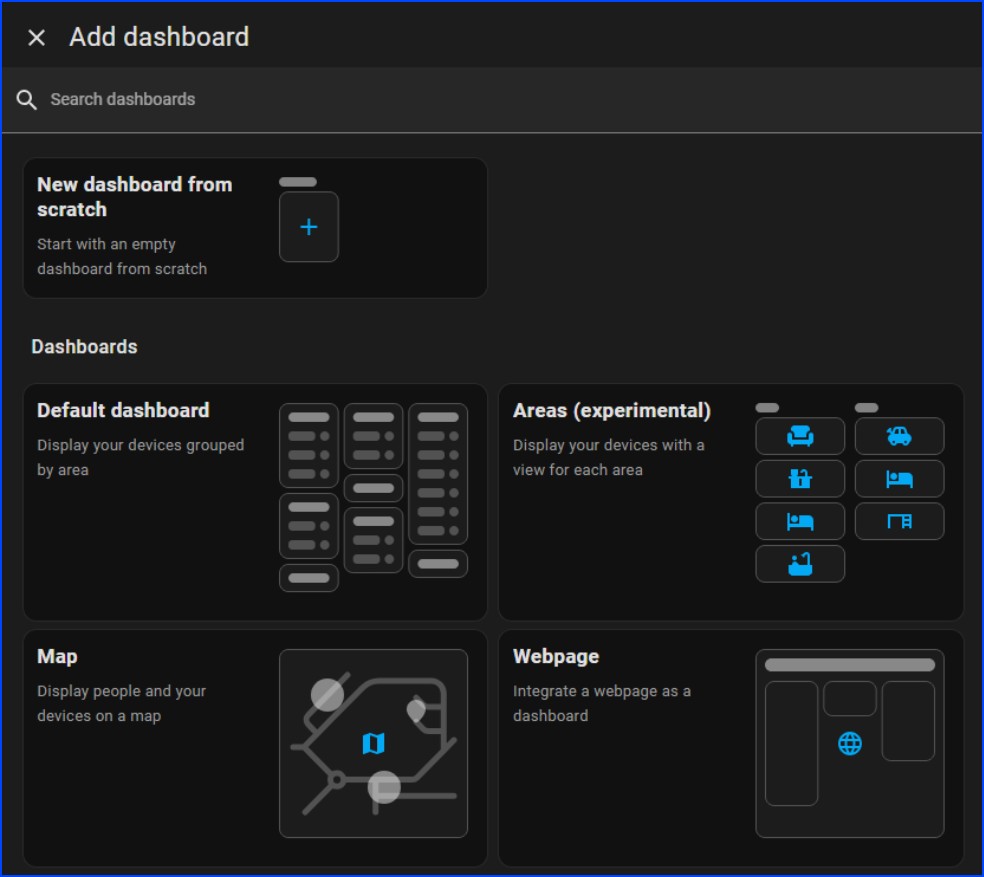 Add dashboard
Search dashboards
New dashboard from
scratch
Start with an empty
dashboard from scratch
Dashboards
Default dashboard
Display your devices grouped
by area
Areas (experimental)
Display your devices with a
view for each area
Map
Display people and your
devices on a map
Webpage
Integrate a webpage as a
dashboard